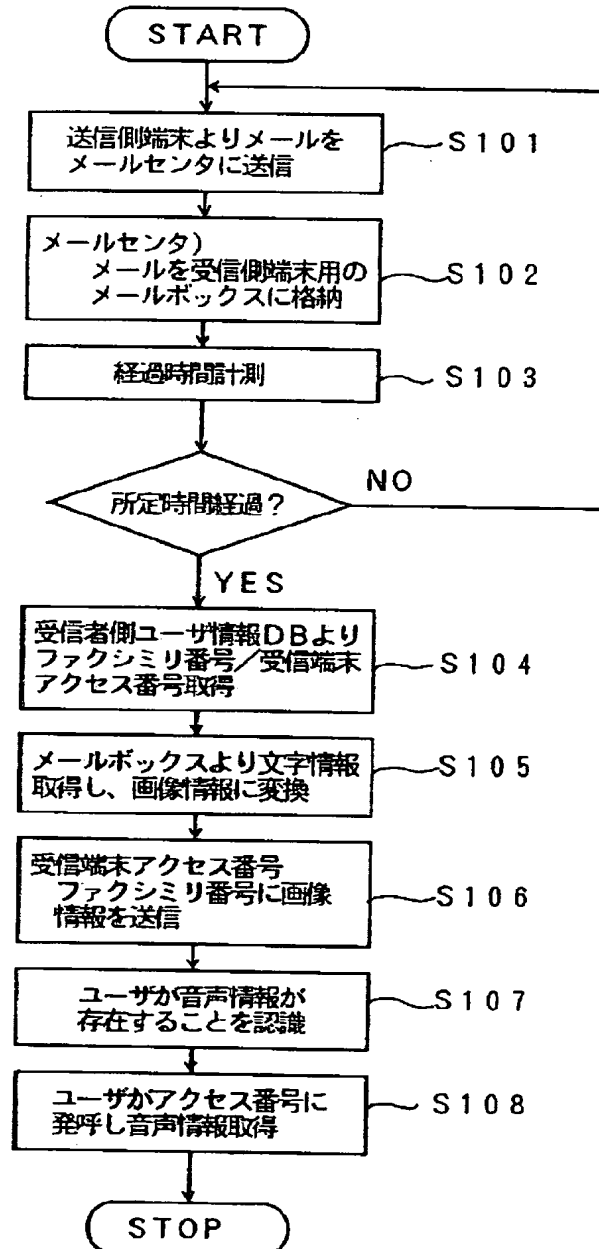 START
送信側端末よりメールを
メールセンタに送信
S101
メールセンタ)
メールを受信側端末用の
メールボックスに格納
S102
経過時間計測
S103
所定時間経過?
NO
YES
受信者側ユーザ情報DBより
ファクシミリ番号/受信端末
アクセス番号取得
S104
メールボックスより文字情報
取得し、画像情報に変換
S105
受信端末アクセス番号
ファクシミリ番号に画像
情報を送信
S106
ユーザが音声情報が
存在することを認識
S107
ユーザがアクセス番号に
発呼し音声情報取得
S108
STOP